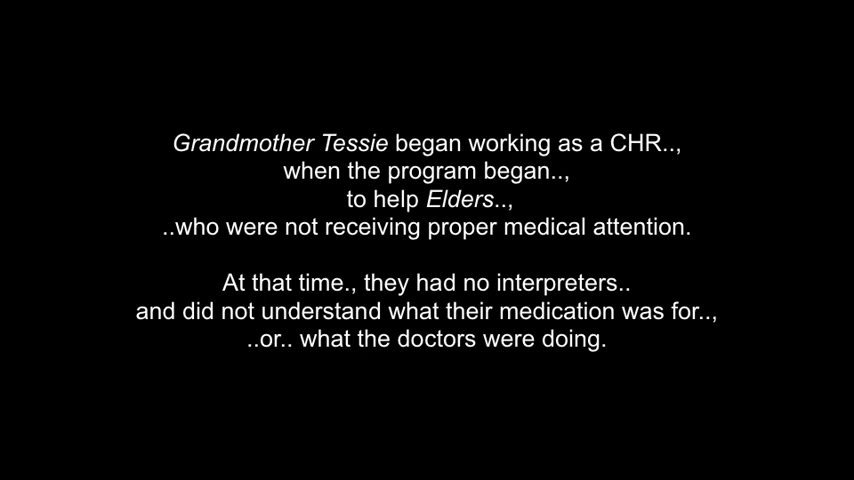 Grandmother Tessie began working as a CHR..,
when the program began..,
to help Elders..,
..who were not receiving proper medical attention.
At that time., they had no interpreters..
and did not understand what their medication was for..,
..or.. what the doctors were doing.